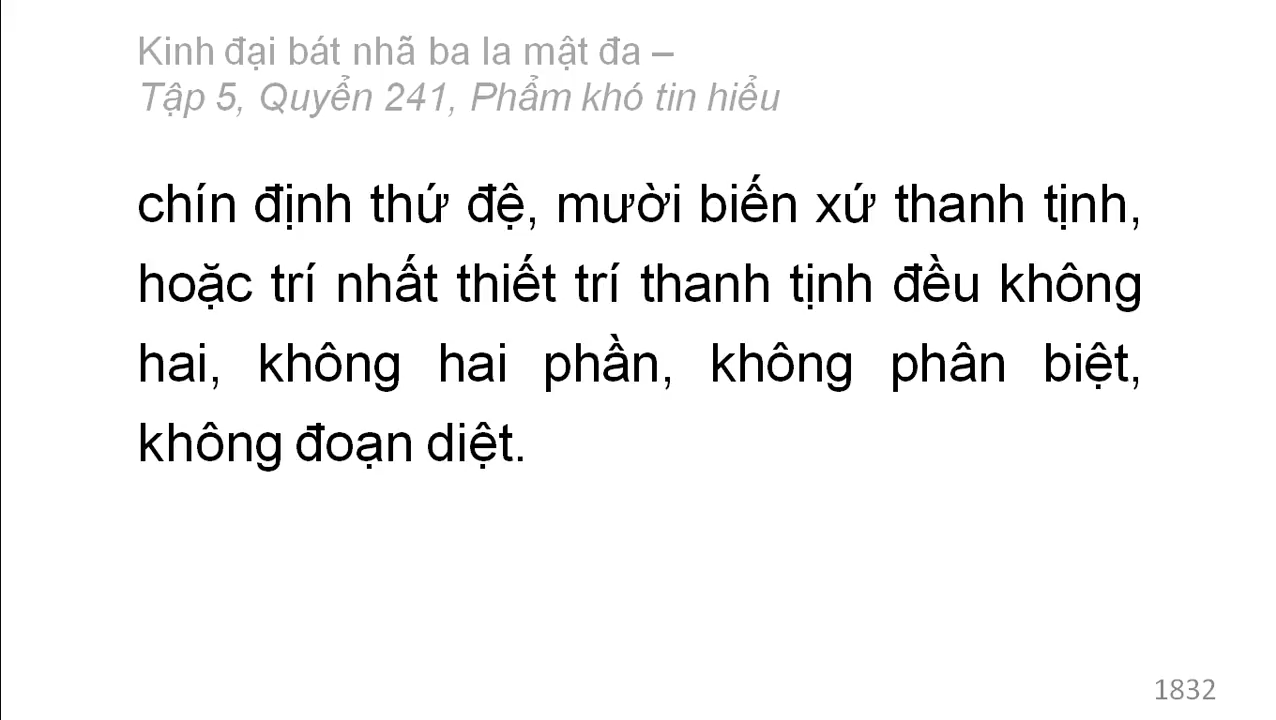 Kinh đại bát nhã ba la mật đa –
Tập 5, Quyển 241, Phẩm khó tin hiểu
chín định thứ đệ, mười biến xứ thanh tịnh,
hoặc trí nhất thiết trí thanh tịnh đều không
hai, không hai phần, không phân biệt,
không đoạn diệt.
1832